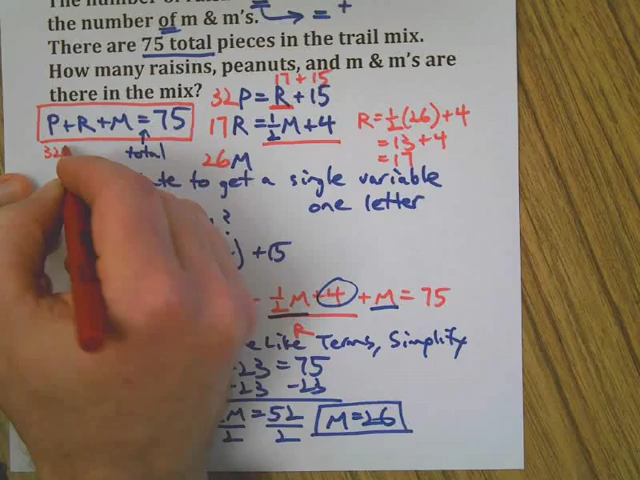 the number of m & m's. → = +
There are 75 total pieces in the trail mix.
How many raisins, peanuts, and m & m's are
there in the mix?
17 + 15
32 P = R + 15
P + R + M = 75
17 R = ½M + 4
R = ½(26) + 4
= 13 + 4
= 17
32
total
26 M
to get a single variable
one letter
) + 15
½M + 4 + M = 75
R
Like Terms, Simplify
23 = 75
-23 -23
M = 52
2 2
M = 26